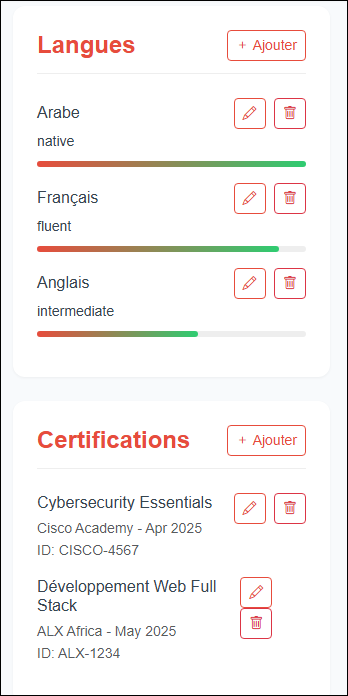 Langues
+ Ajouter
Arabe
native
Français
fluent
Anglais
intermediate
Certifications
+ Ajouter
Cybersecurity Essentials
Cisco Academy - Apr 2025
ID: CISCO-4567
Développement Web Full
Stack
ALX Africa - May 2025
ID: ALX-1234